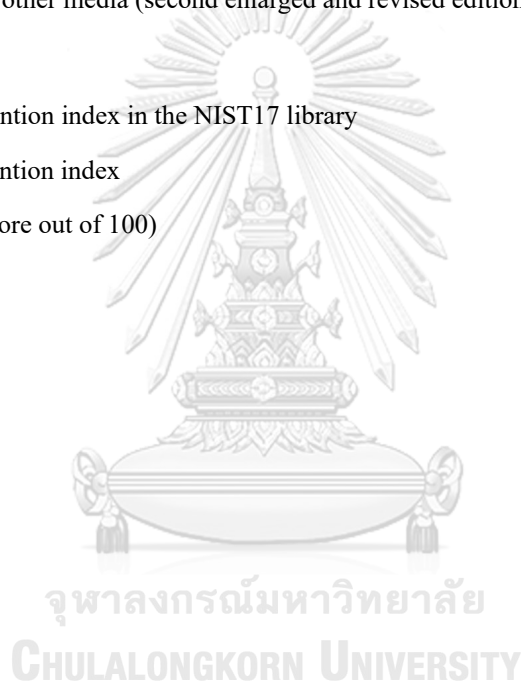 other media (second enlarged and revised edition
ntion index in the NIST17 library
ntion index
ore out of 100)
จุฬาลงกรณ์มหาวิทยาลัย
CHULALONGKORN UNIVERSITY